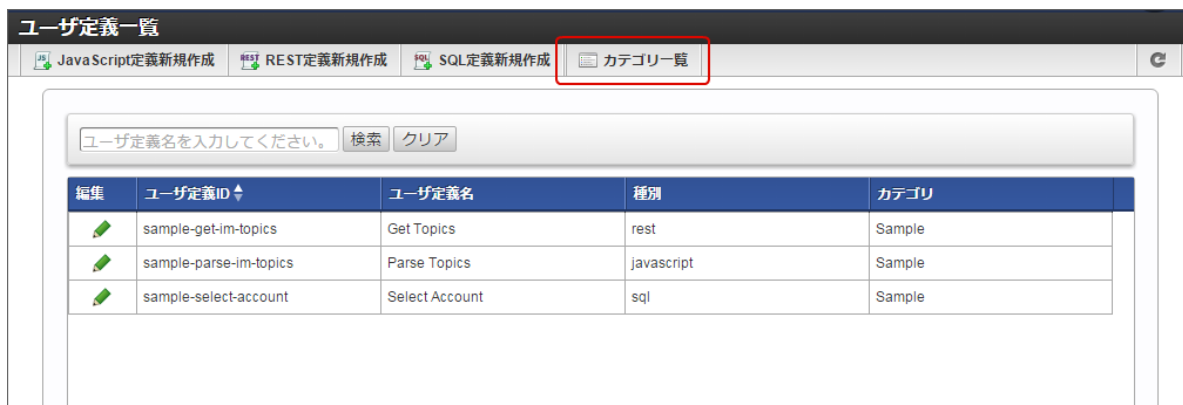 ユーザ定義一覧
JavaScript定義新規作成 REST定義新規作成 SQL定義新規作成 カテゴリ一覧
ユーザ定義名を入力してください。 検索 クリア
編集 ユーザ定義ID ユーザ定義名 種別 カテゴリ
sample-get-im-topics Get Topics rest Sample
sample-parse-im-topics Parse Topics javascript Sample
sample-select-account Select Account sql Sample